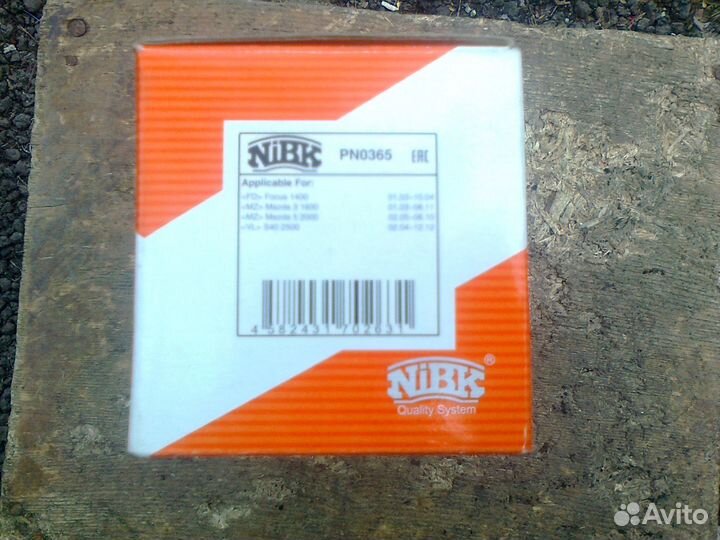 NiBK PN0365 EAC
Applicable For:
<FD> Focus 1400 01.03-10.04
<MZ> Mazda 3 1600 01.03-06.11
<MZ> Mazda 5 2000 02.05-06.10
<VL> S40 2500 02.04-12.12
4 582431 702631
NiBK ®
Quality System
Avito